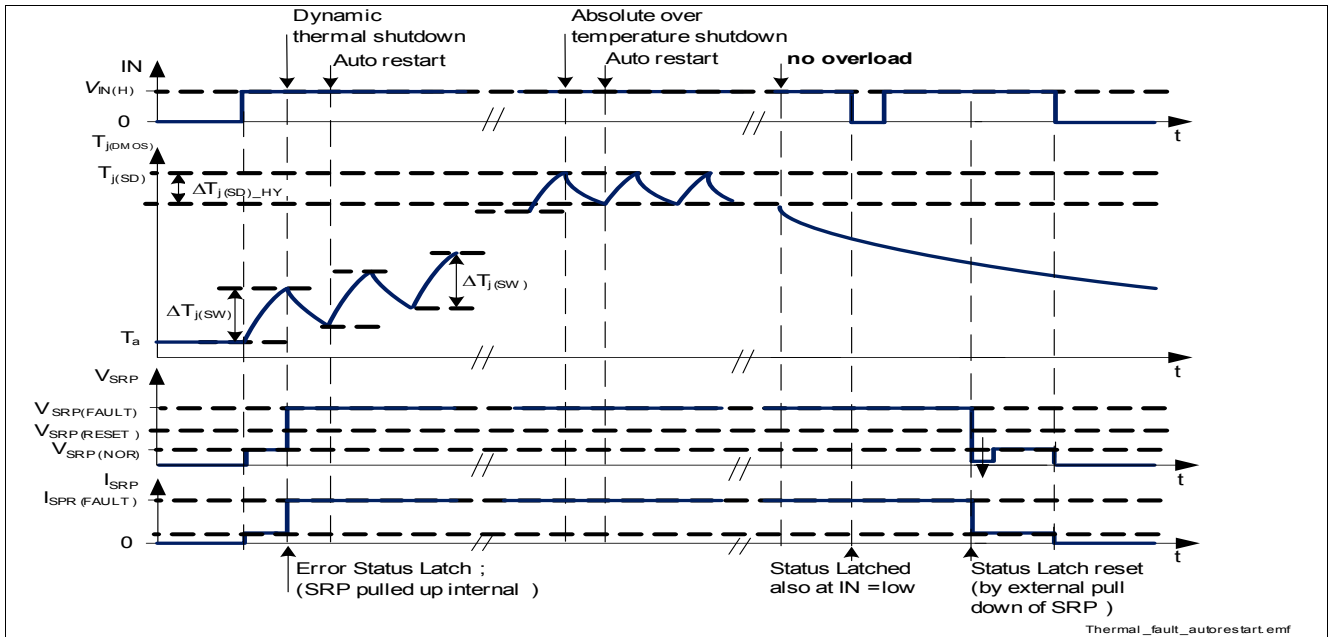 Dynamic
thermal shutdown
Absolute over
temperature shutdown
Auto restart
Auto restart
no overload
IN
VIN(H)
0
t
Tj(DMOS)
Tj(SD)
ΔTj(SD)_HY
ΔTj(SW)
ΔTj(SW)
Ta
t
VSRP
VSRP(FAULT)
VSRP(RESET)
VSRP(NOR)
t
ISRP
ISPR(FAULT)
0
t
Error Status Latch ;
(SRP pulled up internal )
Status Latched
also at IN =low
Status Latch reset
(by external pull
down of SRP )
Thermal_fault_autorestart.emf